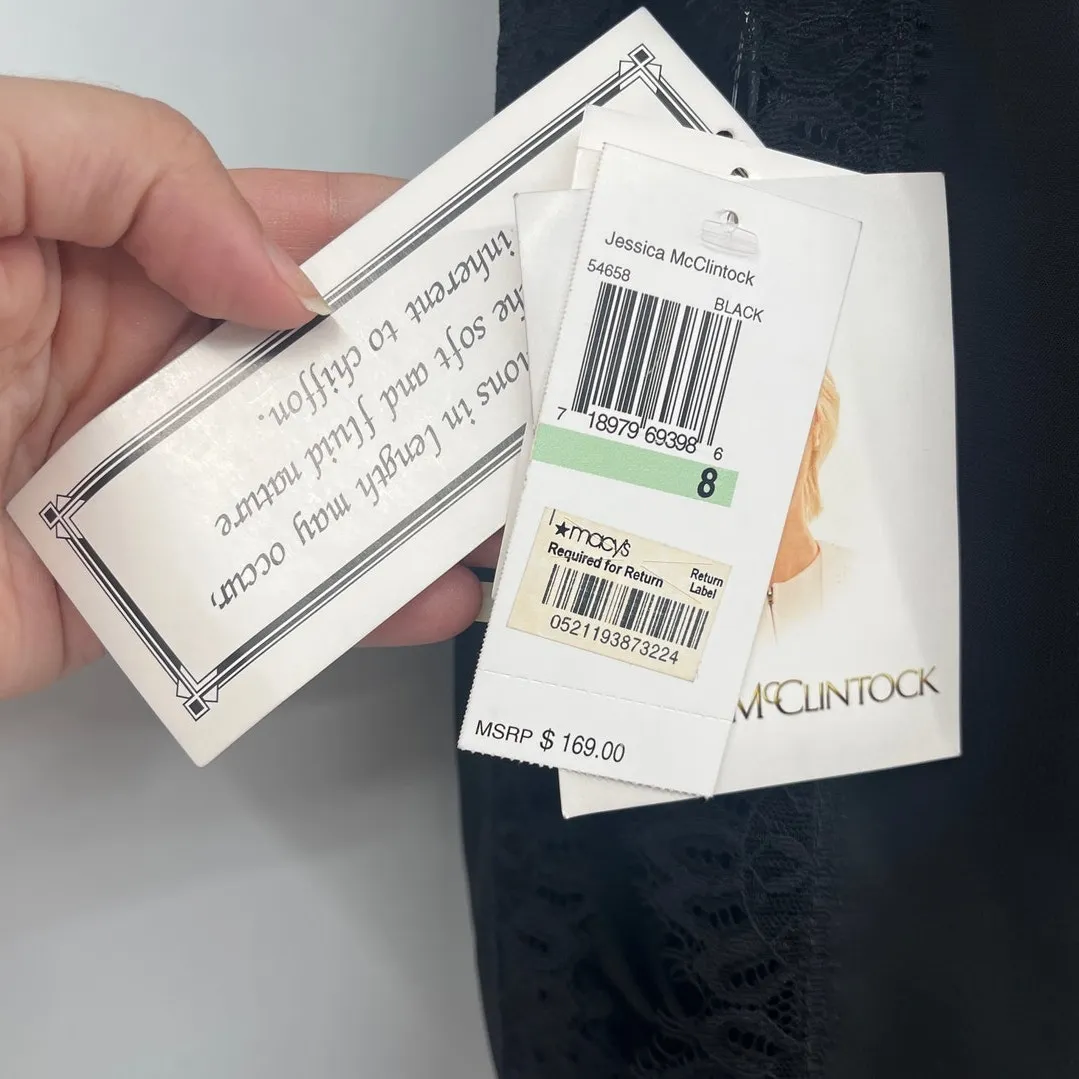 ions in length may occur,
he soft and fluid nature
inherent to chiffon.
Jessica McClintock
54658
BLACK
7 18979 69398 6
8
macy's
Required for Return
Return
Label
0521193873224
MSRP $ 169.00
McCLINTOCK